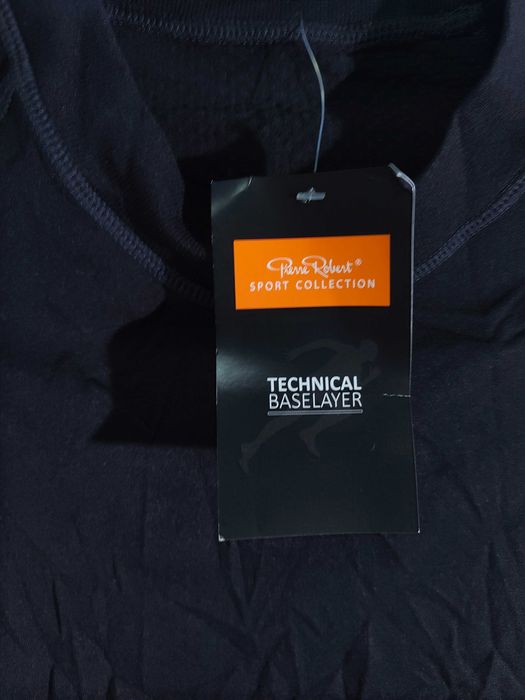 Pierre Robert®
SPORT COLLECTION
TECHNICAL
BASELAYER